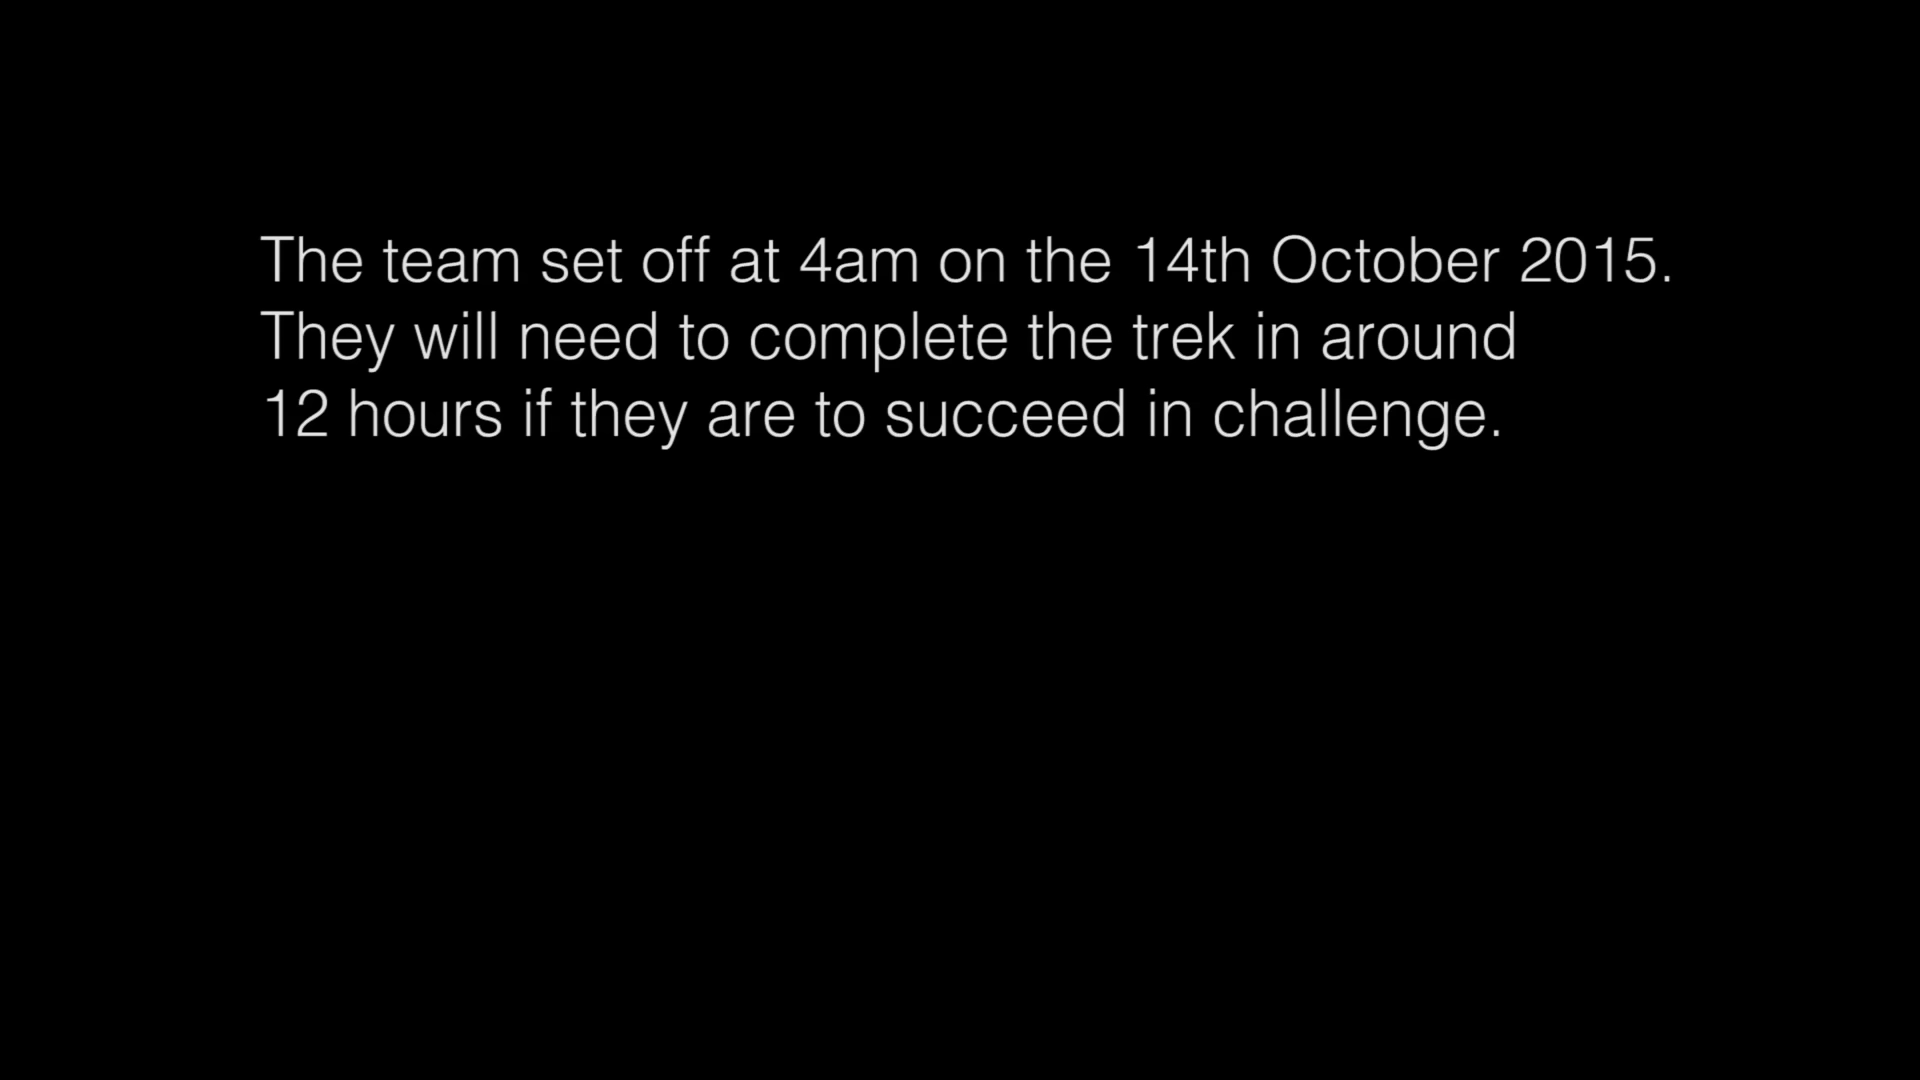 The team set off at 4am on the 14th October 2015.
They will need to complete the trek in around
12 hours if they are to succeed in challenge.